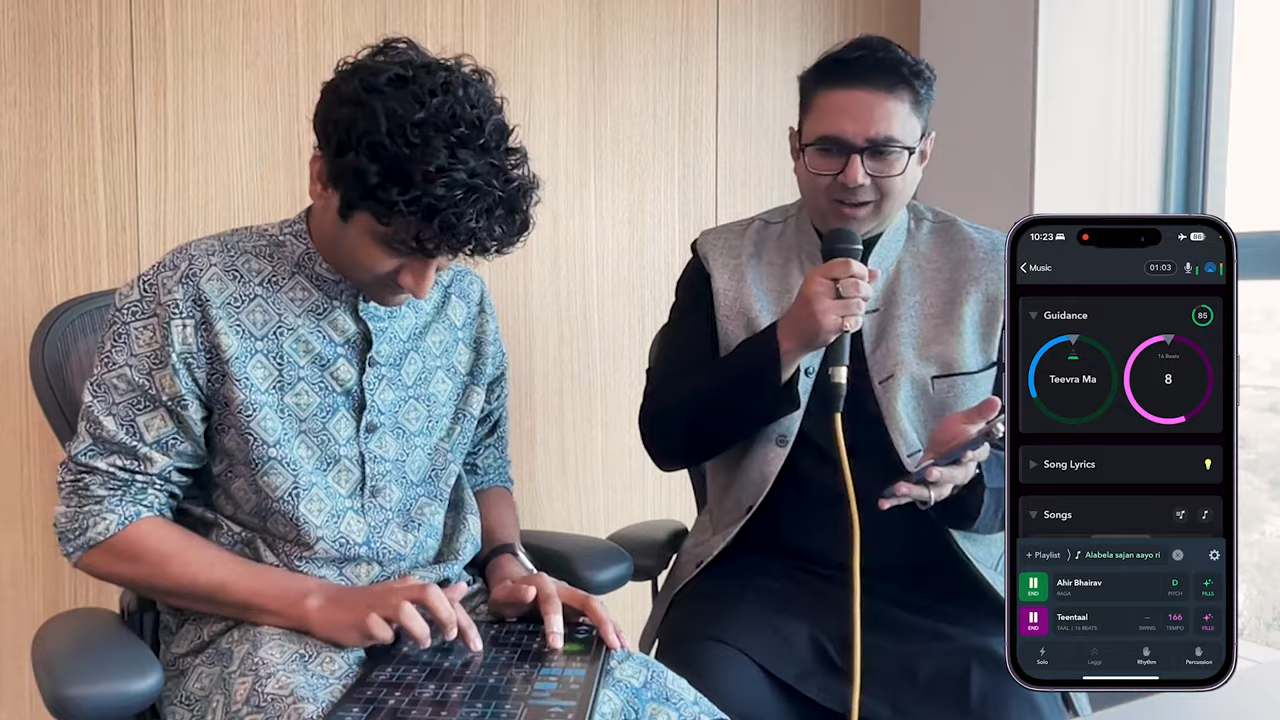 10:23
86
Music
01:03
Guidance
85
Teevra Ma
16 Beats
8
Song Lyrics
Songs
+ Playlist
Alabela sajan aayo ri
END
Ahir Bhairav
RAGA
D
PITCH
FILLS
END
Teentaal
TAAL | 16 BEATS
--
SWING
166
TEMPO
FILLS
Solo
Laggi
Rhythm
Percussion